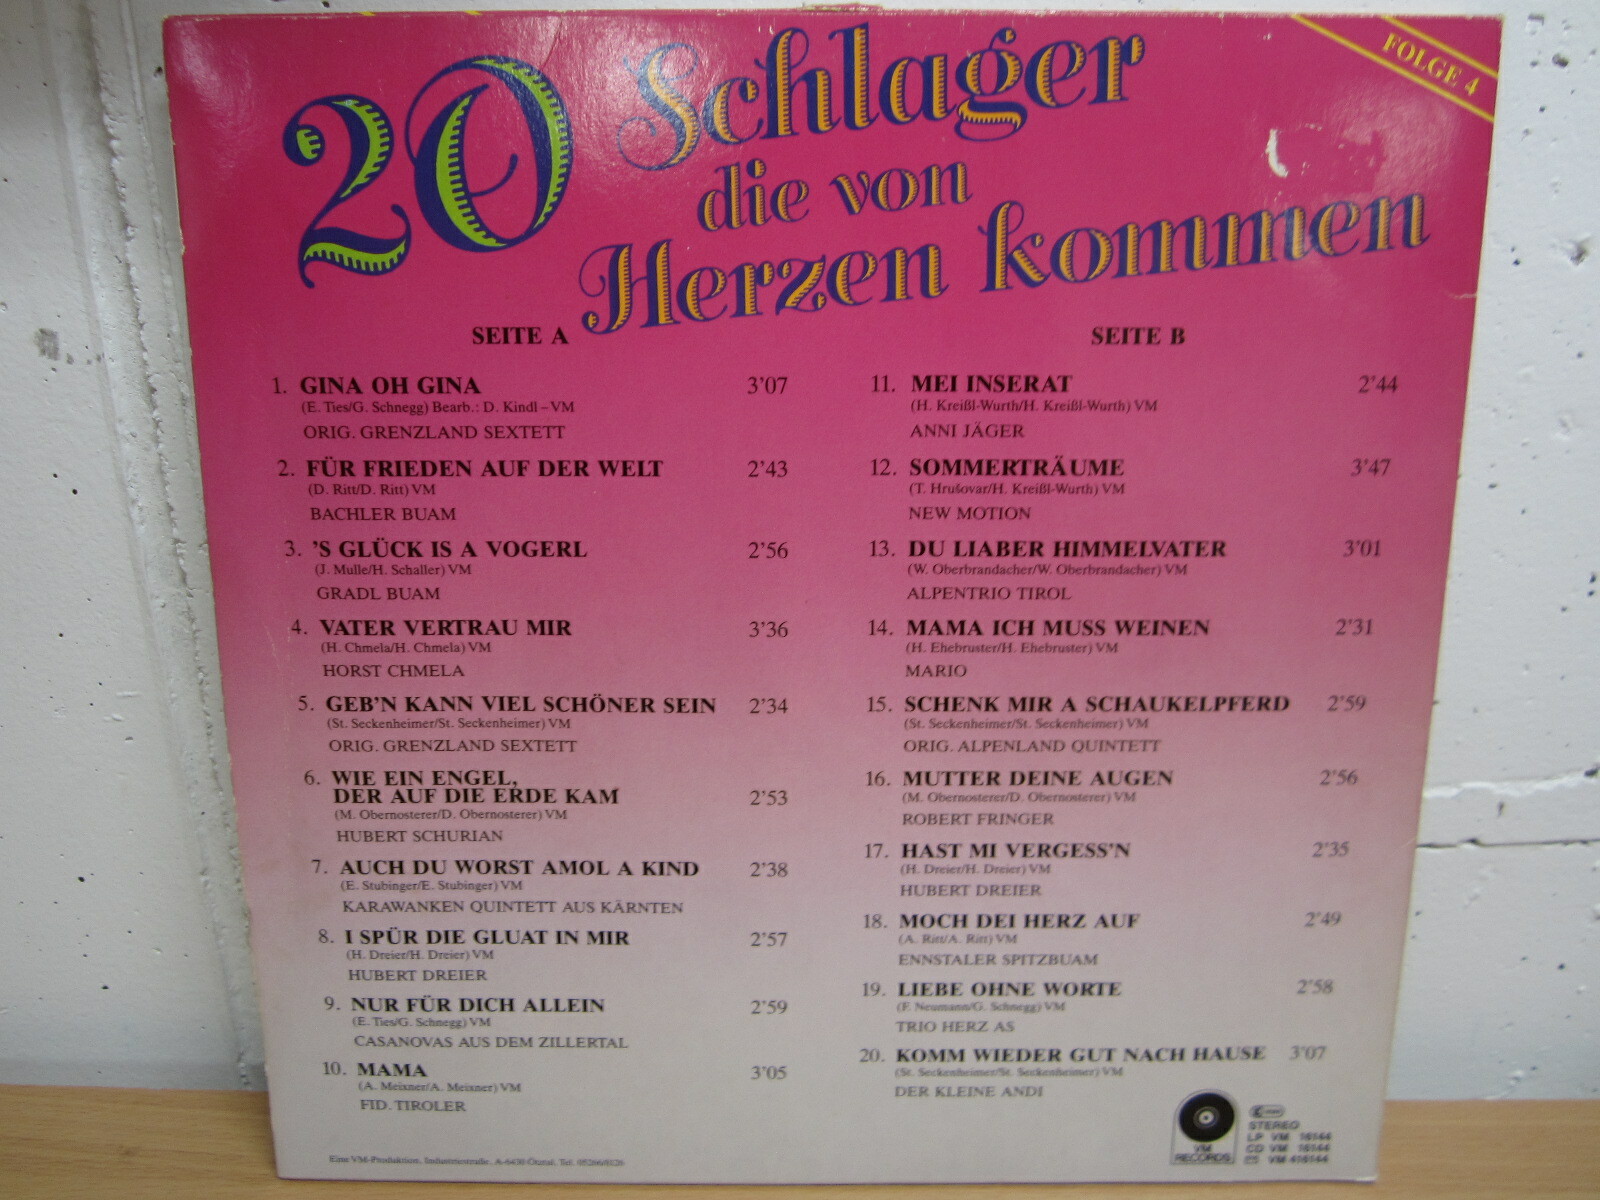 FOLGE 4
20 Schlager
die von
Herzen kommen
SEITE A
1. GINA OH GINA 3'07
(E. Ties/G. Schnegg) Bearb.: D. Kindl – VM
ORIG. GRENZLAND SEXTETT
2. FÜR FRIEDEN AUF DER WELT 2'43
(D. Ritt/D. Ritt) VM
BACHLER BUAM
3. 'S GLÜCK IS A VOGERL 2'56
(J. Mulle/H. Schaller) VM
GRADL BUAM
4. VATER VERTRAU MIR 3'36
(H. Chmela/H. Chmela) VM
HORST CHMELA
5. GEB'N KANN VIEL SCHÖNER SEIN 2'34
(St. Seckenheimer/St. Seckenheimer) VM
ORIG. GRENZLAND SEXTETT
6. WIE EIN ENGEL,
DER AUF DIE ERDE KAM 2'53
(M. Obernosterer/D. Obernosterer) VM
HUBERT SCHURIAN
7. AUCH DU WORST AMOL A KIND 2'38
(E. Stubinger/E. Stubinger) VM
KARAWANKEN QUINTETT AUS KÄRNTEN
8. I SPÜR DIE GLUAT IN MIR 2'57
(H. Dreier/H. Dreier) VM
HUBERT DREIER
9. NUR FÜR DICH ALLEIN 2'59
(E. Ties/G. Schnegg) VM
CASANOVAS AUS DEM ZILLERTAL
10. MAMA 3'05
(A. Meixner/A. Meixner) VM
FID. TIROLER
SEITE B
11. MEI INSERAT 2'44
(H. Kreißl-Wurth/H. Kreißl-Wurth) VM
ANNI JÄGER
12. SOMMERTRÄUME 3'47
(T. Hrušovar/H. Kreißl-Wurth) VM
NEW MOTION
13. DU LIABER HIMMELVATER 3'01
(W. Oberbrandacher/W. Oberbrandacher) VM
ALPENTRIO TIROL
14. MAMA ICH MUSS WEINEN 2'31
(H. Ehebruster/H. Ehebruster) VM
MARIO
15. SCHENK MIR A SCHAUKELPFERD 2'59
(St. Seckenheimer/St. Seckenheimer) VM
ORIG. ALPENLAND QUINTETT
16. MUTTER DEINE AUGEN 2'56
(M. Obernosterer/D. Obernosterer) VM
ROBERT FRINGER
17. HAST MI VERGESS'N 2'35
(H. Dreier/H. Dreier) VM
HUBERT DREIER
18. MOCH DEI HERZ AUF 2'49
(A. Ritt/A. Ritt) VM
ENNSTALER SPITZBUAM
19. LIEBE OHNE WORTE 2'58
(F. Neumann/G. Schnegg) VM
TRIO HERZ AS
20. KOMM WIEDER GUT NACH HAUSE 3'07
(St. Seckenheimer/St. Seckenheimer) VM
DER KLEINE ANDI
Eine VM-Produktion, Industriestraße, A-6430 Ötztal, Tel.
VM
RECORDS
STEREO
LP VM 16144
CD VM 16144
VM 416144